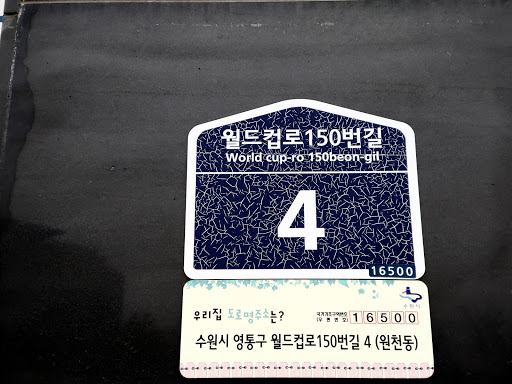 월드컵로150번길
World cup-ro 150beon-gil
4
16500
수원시
우리집 도로명주소는?
국가기초구역번호
(우편번호)
16500
수원시 영통구 월드컵로150번길 4 (원천동)